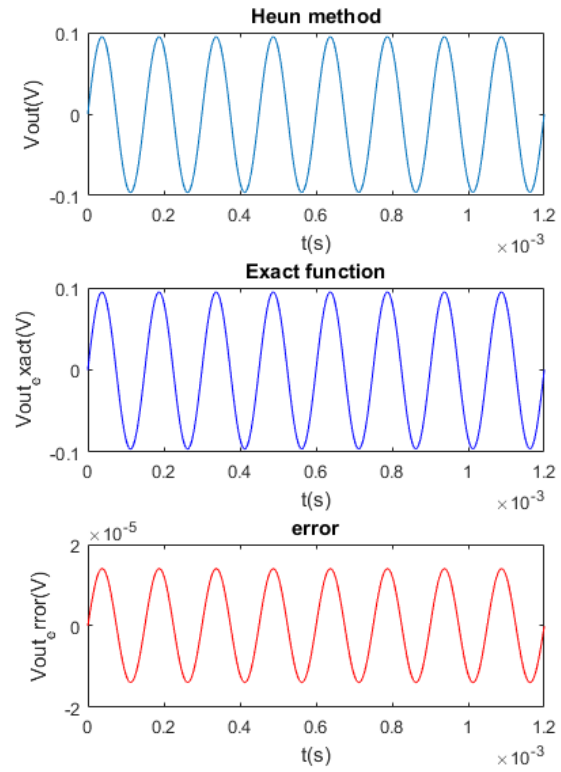 Heun method
Vout(V)
0.1
0
-0.1
0 0.2 0.4 0.6 0.8 1 1.2
t(s)
×10-3
Exact function
Vout_exact(V)
0.1
0
-0.1
0 0.2 0.4 0.6 0.8 1 1.2
t(s)
×10-3
error
×10-5
Vout_error(V)
2
0
-2
0 0.2 0.4 0.6 0.8 1 1.2
t(s)
×10-3